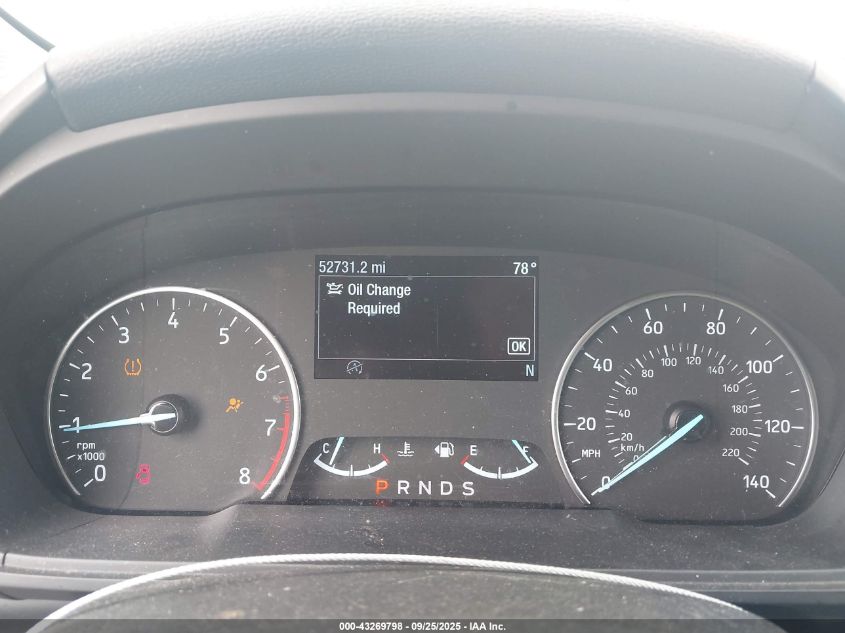 52731.2 mi 78°
Oil Change
Required
OK
N
0 1 2 3 4 5 6 7 8
rpm
x1000
C H E F
P R N D S
0 20 40 60 80 100 120 140
MPH
0 20 40 60 80 100 120 140 160 180 200 220
km/h
000-43269798 - 09/25/2025 - IAA Inc.